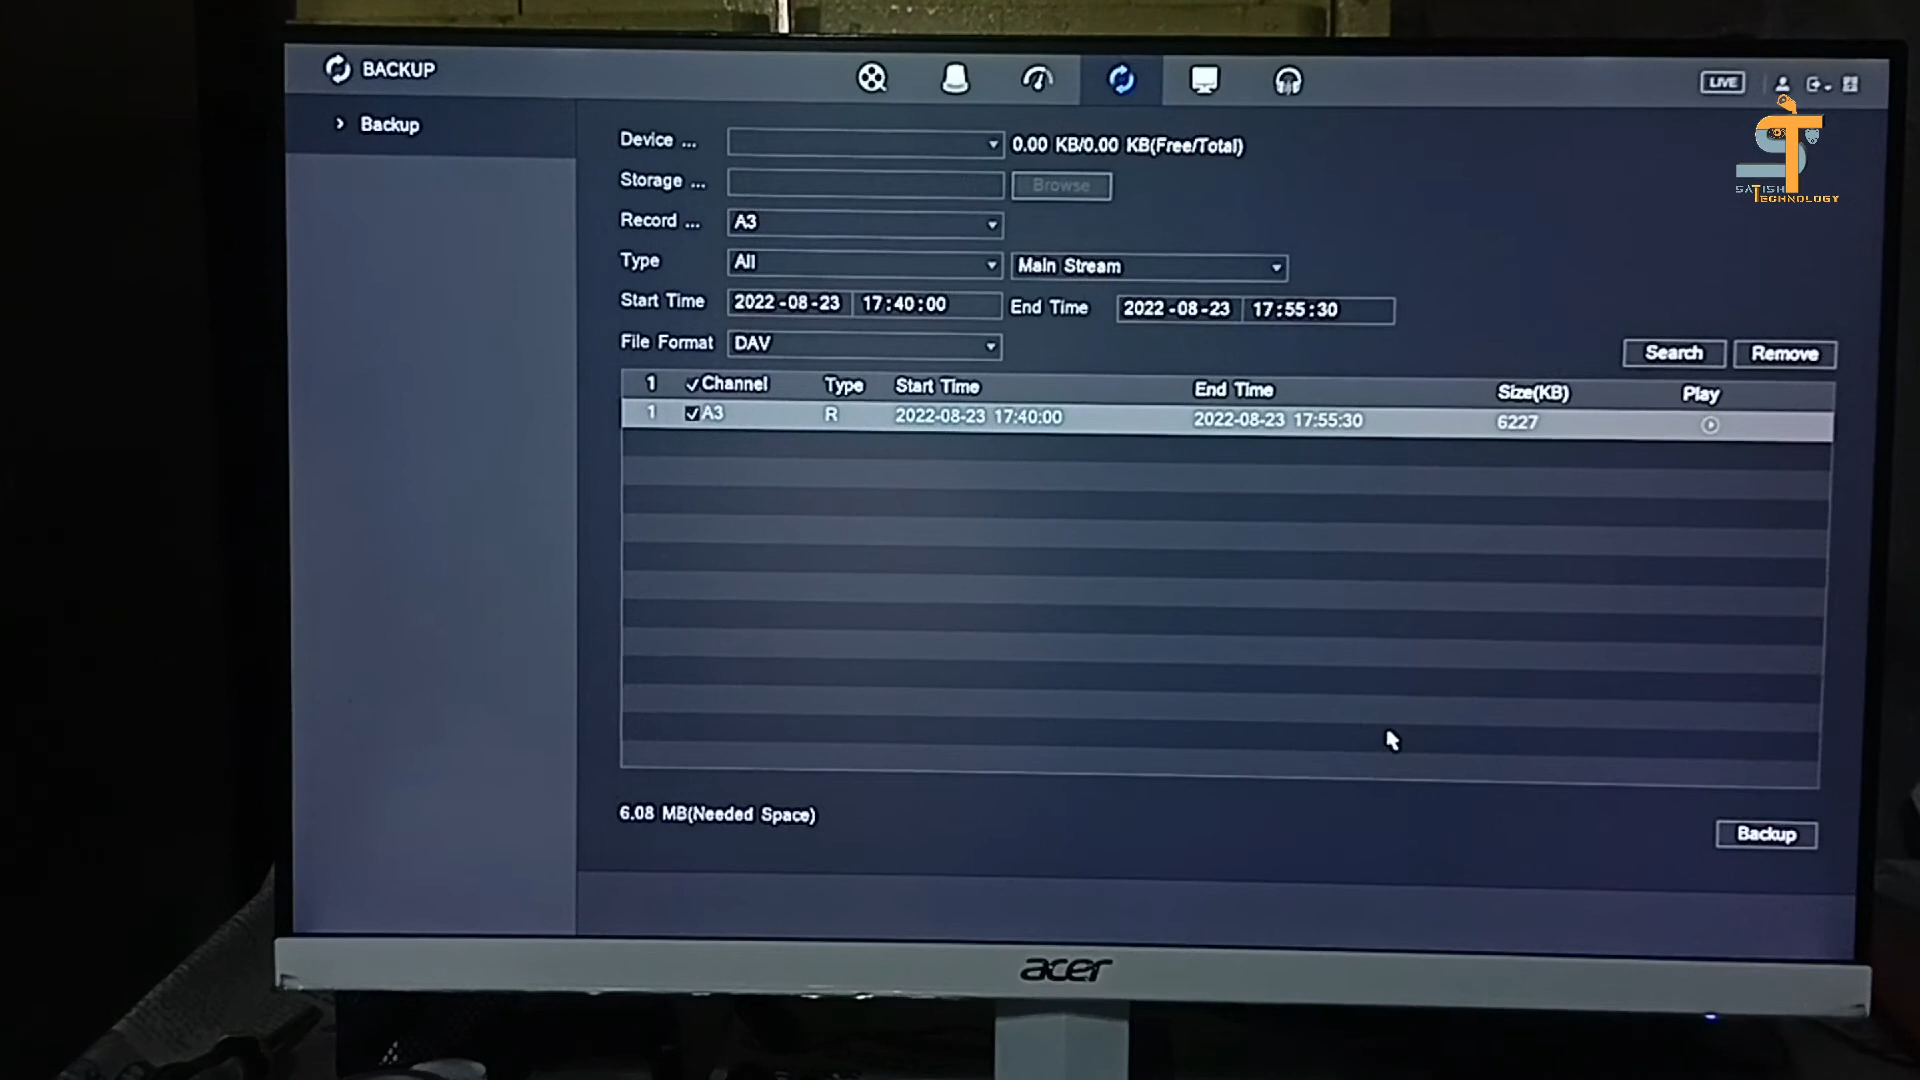 BACKUP
LIVE
Backup
Device ... 0.00 KB/0.00 KB(Free/Total)
Storage ... Browse
Record ... A3
Type All Main Stream
Start Time 2022-08-23 17:40:00 End Time 2022-08-23 17:55:30
File Format DAV
Search Remove
1 Channel Type Start Time End Time Size(KB) Play
1 A3 R 2022-08-23 17:40:00 2022-08-23 17:55:30 6227
6.08 MB(Needed Space)
Backup
acer
ST
SATISH
TECHNOLOGY